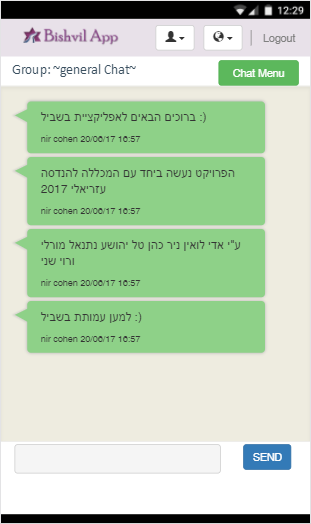 12:29
Bishvil App
Logout
Group: ~general Chat~
Chat Menu
ברוכים הבאים לאפליקציית בשביל :)
nir cohen 20/06/17 16:57
הפרויקט נעשה ביחד עם המכללה להנדסה
עזריאלי 2017
nir cohen 20/06/17 16:57
ע"י אדי לואין ניר כהן טל יהושע נתנאל מורלי
ורוי שני
nir cohen 20/06/17 16:57
למען עמותת בשביל :)
nir cohen 20/06/17 16:57
SEND